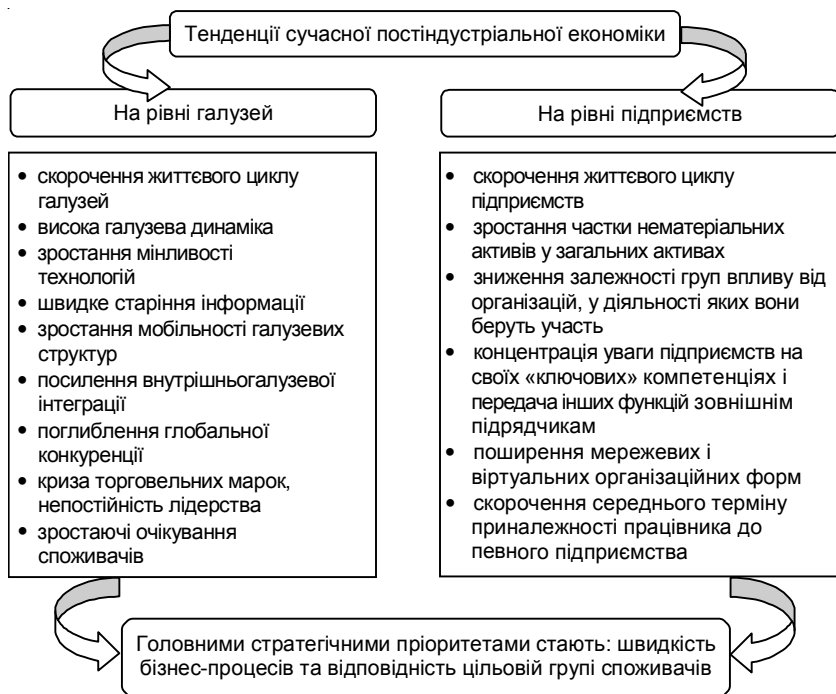 Тенденції сучасної постіндустріальної економіки
На рівні галузей
На рівні підприємств
• скорочення життєвого циклу
галузей
• висока галузева динаміка
• зростання мінливості
технологій
• швидке старіння інформації
• зростання мобільності галузевих
структур
• посилення внутрішньогалузевої
інтеграції
• поглиблення глобальної
конкуренції
• криза торговельних марок,
непостійність лідерства
• зростаючі очікування
споживачів
• скорочення життєвого циклу
підприємств
• зростання частки нематеріальних
активів у загальних активах
• зниження залежності груп впливу від
організацій, у діяльності яких вони
беруть участь
• концентрація уваги підприємств на
своїх «ключових» компетенціях і
передача інших функцій зовнішнім
підрядчикам
• поширення мережевих і
віртуальних організаційних форм
• скорочення середнього терміну
приналежності працівника до
певного підприємства
Головними стратегічними пріоритетами стають: швидкість
бізнес-процесів та відповідність цільовій групі споживачів